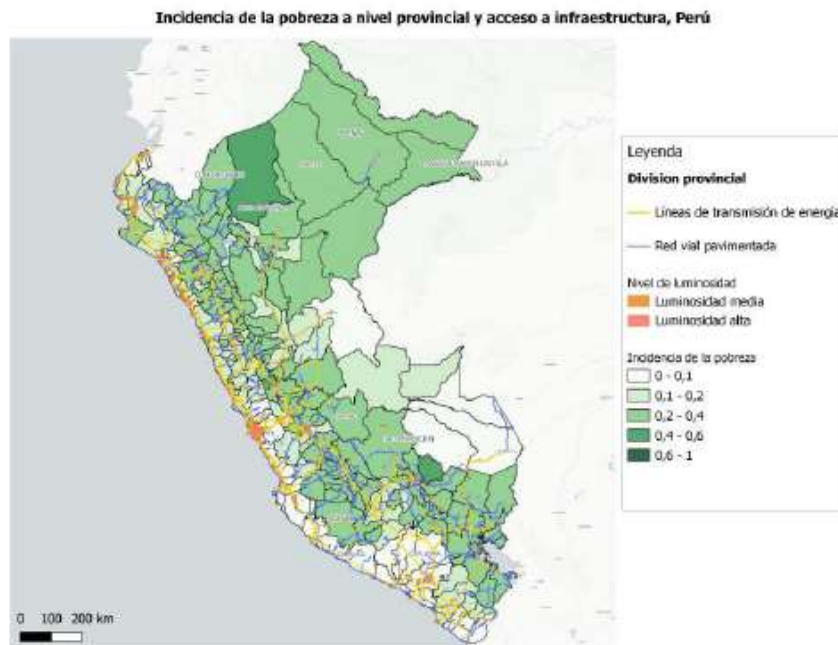 Incidencia de la pobreza a nivel provincial y acceso a infraestructura, Perú
Leyenda
Division provincial
Líneas de transmisión de energía
Red vial pavimentada
Nivel de luminosidad
Luminosidad media
Luminosidad alta
Incidencia de la pobreza
0 - 0,1
0,1 - 0,2
0,2 - 0,4
0,4 - 0,6
0,6 - 1
0 100 200 km